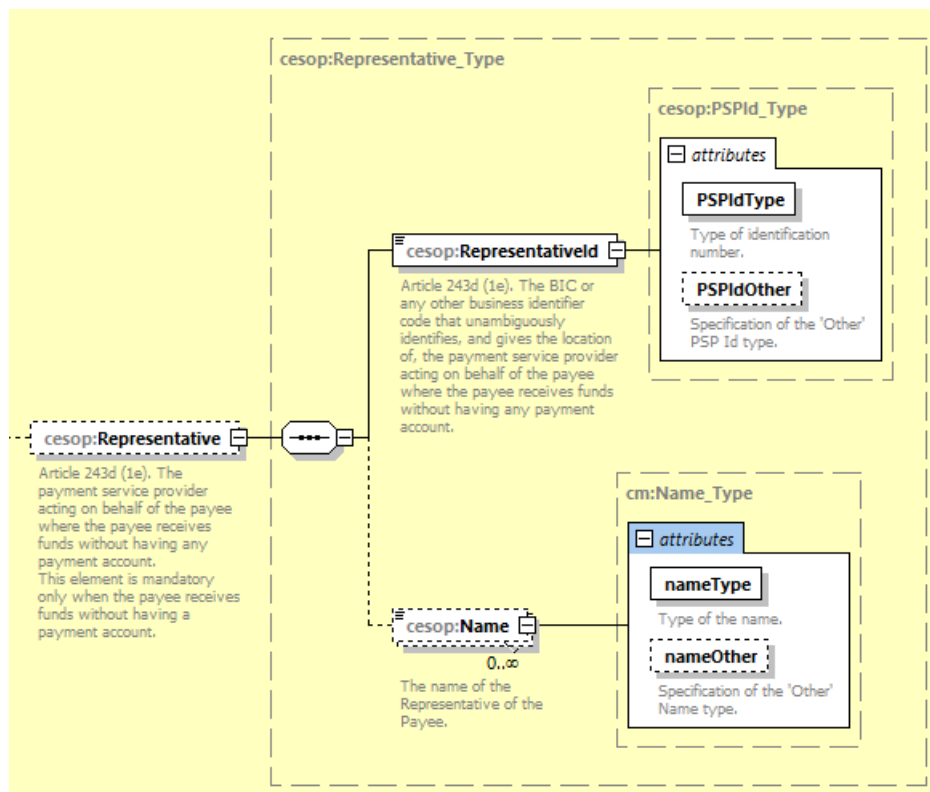 cesop:Representative_Type
cesop:PSPId_Type
attributes
PSPIdType
Type of identification
number.
PSPIdOther
Specification of the 'Other'
PSP Id type.
cesop:RepresentativeId
Article 243d (1e). The BIC or
any other business identifier
code that unambiguously
identifies, and gives the location
of, the payment service provider
acting on behalf of the payee
where the payee receives funds
without having any payment
account.
cesop:Representative
Article 243d (1e). The
payment service provider
acting on behalf of the payee
where the payee receives
funds without having any
payment account.
This element is mandatory
only when the payee receives
funds without having a
payment account.
cm:Name_Type
attributes
nameType
Type of the name.
nameOther
Specification of the 'Other'
Name type.
cesop:Name
0..∞
The name of the
Representative of the
Payee.